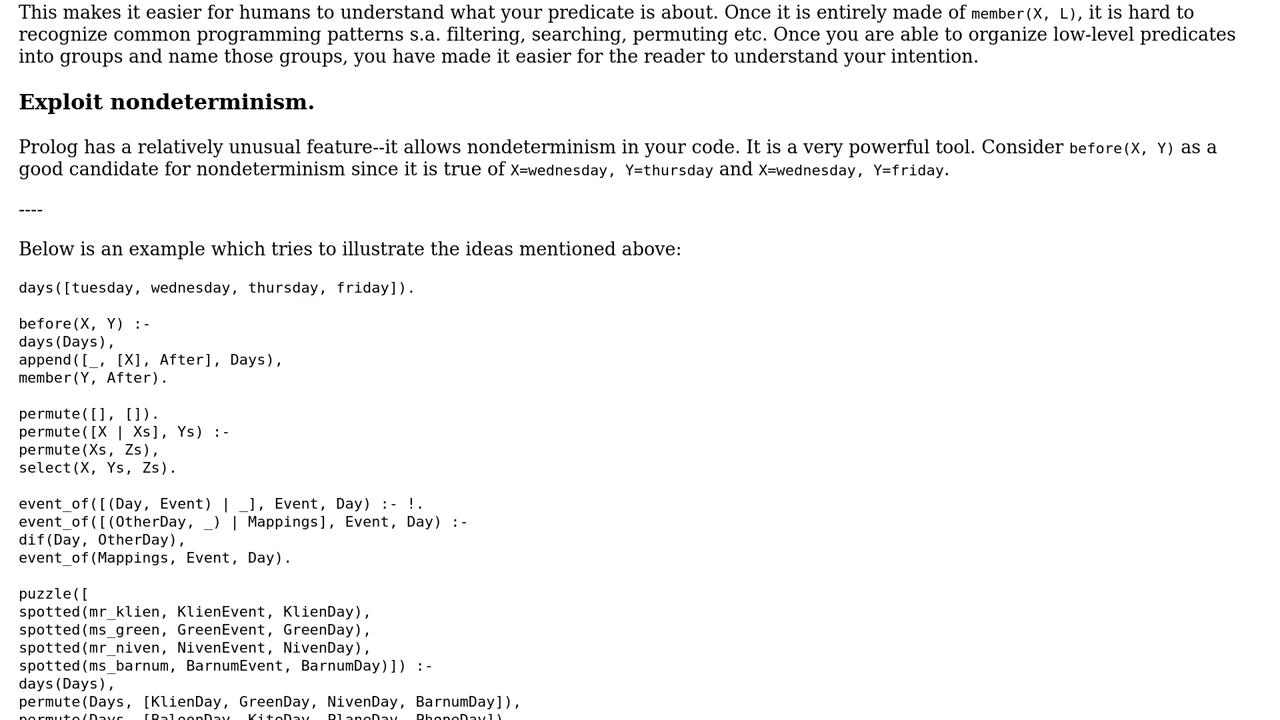 This makes it easier for humans to understand what your predicate is about. Once it is entirely made of member(X, L), it is hard to
recognize common programming patterns s.a. filtering, searching, permuting etc. Once you are able to organize low-level predicates
into groups and name those groups, you have made it easier for the reader to understand your intention.
Exploit nondeterminism.
Prolog has a relatively unusual feature--it allows nondeterminism in your code. It is a very powerful tool. Consider before(X, Y) as a
good candidate for nondeterminism since it is true of X=wednesday, Y=thursday and X=wednesday, Y=friday.
----
Below is an example which tries to illustrate the ideas mentioned above:
days([tuesday, wednesday, thursday, friday]).
before(X, Y) :-
days(Days),
append([_, [X], After], Days),
member(Y, After).
permute([], []).
permute([X | Xs], Ys) :-
permute(Xs, Zs),
select(X, Ys, Zs).
event_of([(Day, Event) | _], Event, Day) :- !.
event_of([(OtherDay, _) | Mappings], Event, Day) :-
dif(Day, OtherDay),
event_of(Mappings, Event, Day).
puzzle([
spotted(mr_klien, KlienEvent, KlienDay),
spotted(ms_green, GreenEvent, GreenDay),
spotted(mr_niven, NivenEvent, NivenDay),
spotted(ms_barnum, BarnumEvent, BarnumDay)]) :-
days(Days),
permute(Days, [KlienDay, GreenDay, NivenDay, BarnumDay]),
permute(Days, [BaloonDay, KiteDay, PlaneDay, PhoneDay])